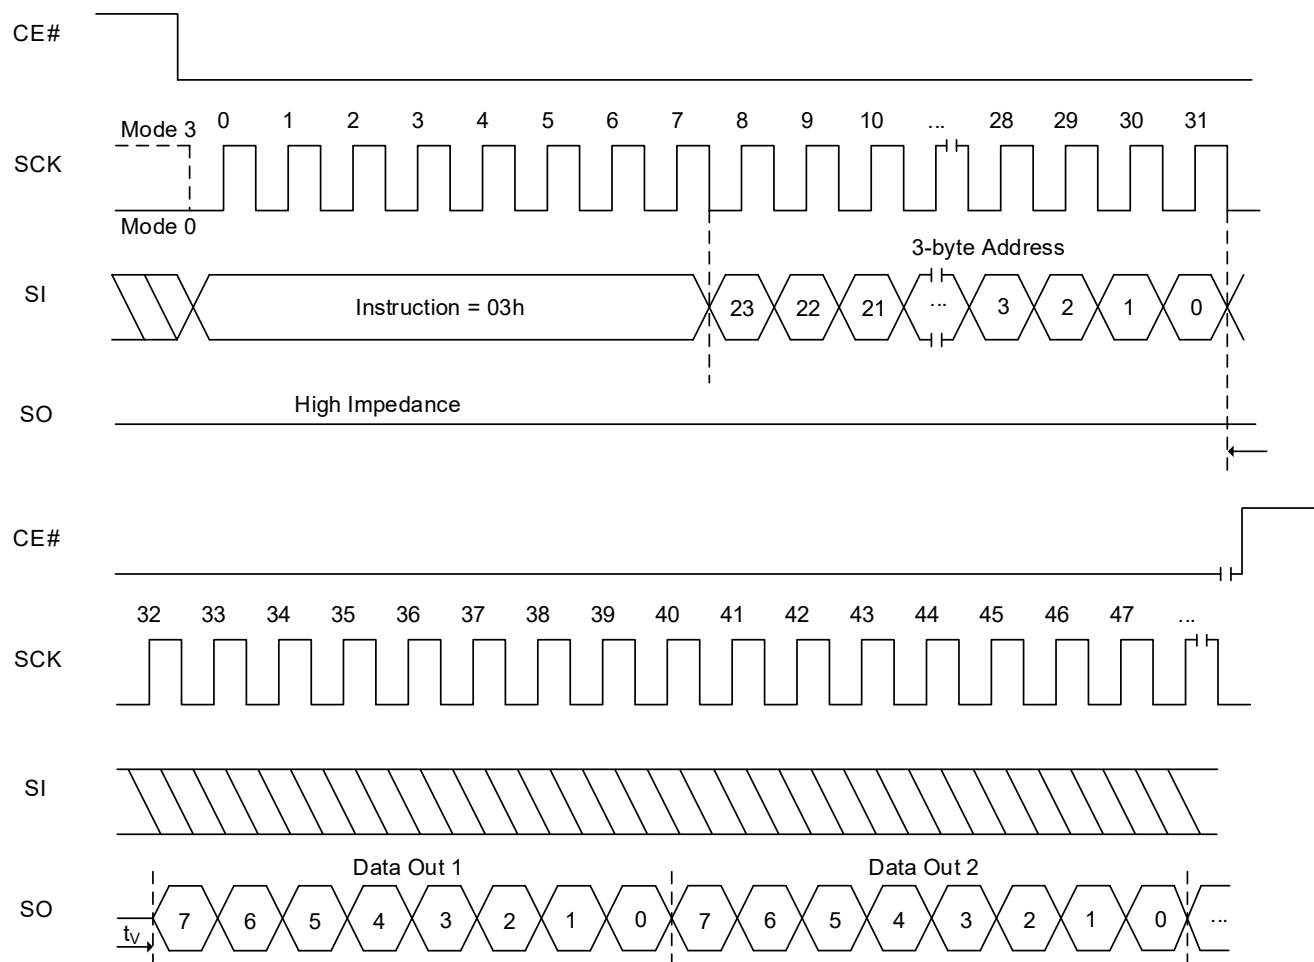 CE#
Mode 3 0 1 2 3 4 5 6 7 8 9 10 ... 28 29 30 31
SCK
Mode 0
3-byte Address
SI Instruction = 03h 23 22 21 ... 3 2 1 0
High Impedance
SO
CE#
32 33 34 35 36 37 38 39 40 41 42 43 44 45 46 47 ...
SCK
SI
Data Out 1 Data Out 2
SO 7 6 5 4 3 2 1 0 7 6 5 4 3 2 1 0 ...
tV